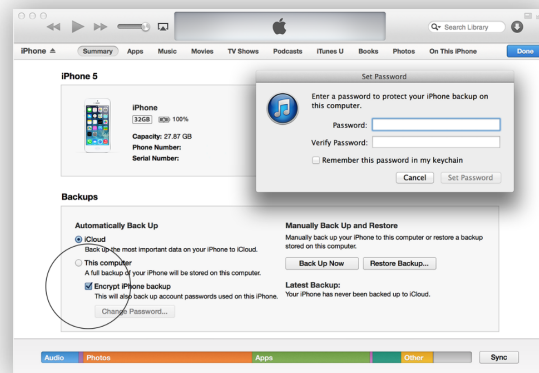 Search Library
iPhone
Summary
Apps
Music
Movies
TV Shows
Podcasts
iTunes U
Books
Photos
On This iPhone
Done
iPhone 5
iPhone
32GB 100%
Capacity: 27.87 GB
Phone Number:
Serial Number:
Set Password
Enter a password to protect your iPhone backup on
this computer.
Password:
Verify Password:
Remember this password in my keychain
Cancel
Set Password
Backups
Automatically Back Up
iCloud
Back up the most important data on your iPhone to iCloud.
This computer
A full backup of your iPhone will be stored on this computer.
Encrypt iPhone backup
This will also back up account passwords used on this iPhone.
Change Password...
Manually Back Up and Restore
Manually back up your iPhone to this computer or restore a backup
stored on this computer.
Back Up Now
Restore Backup...
Latest Backup:
Your iPhone has never been backed up to iCloud.
Audio
Photos
Apps
Other
Sync